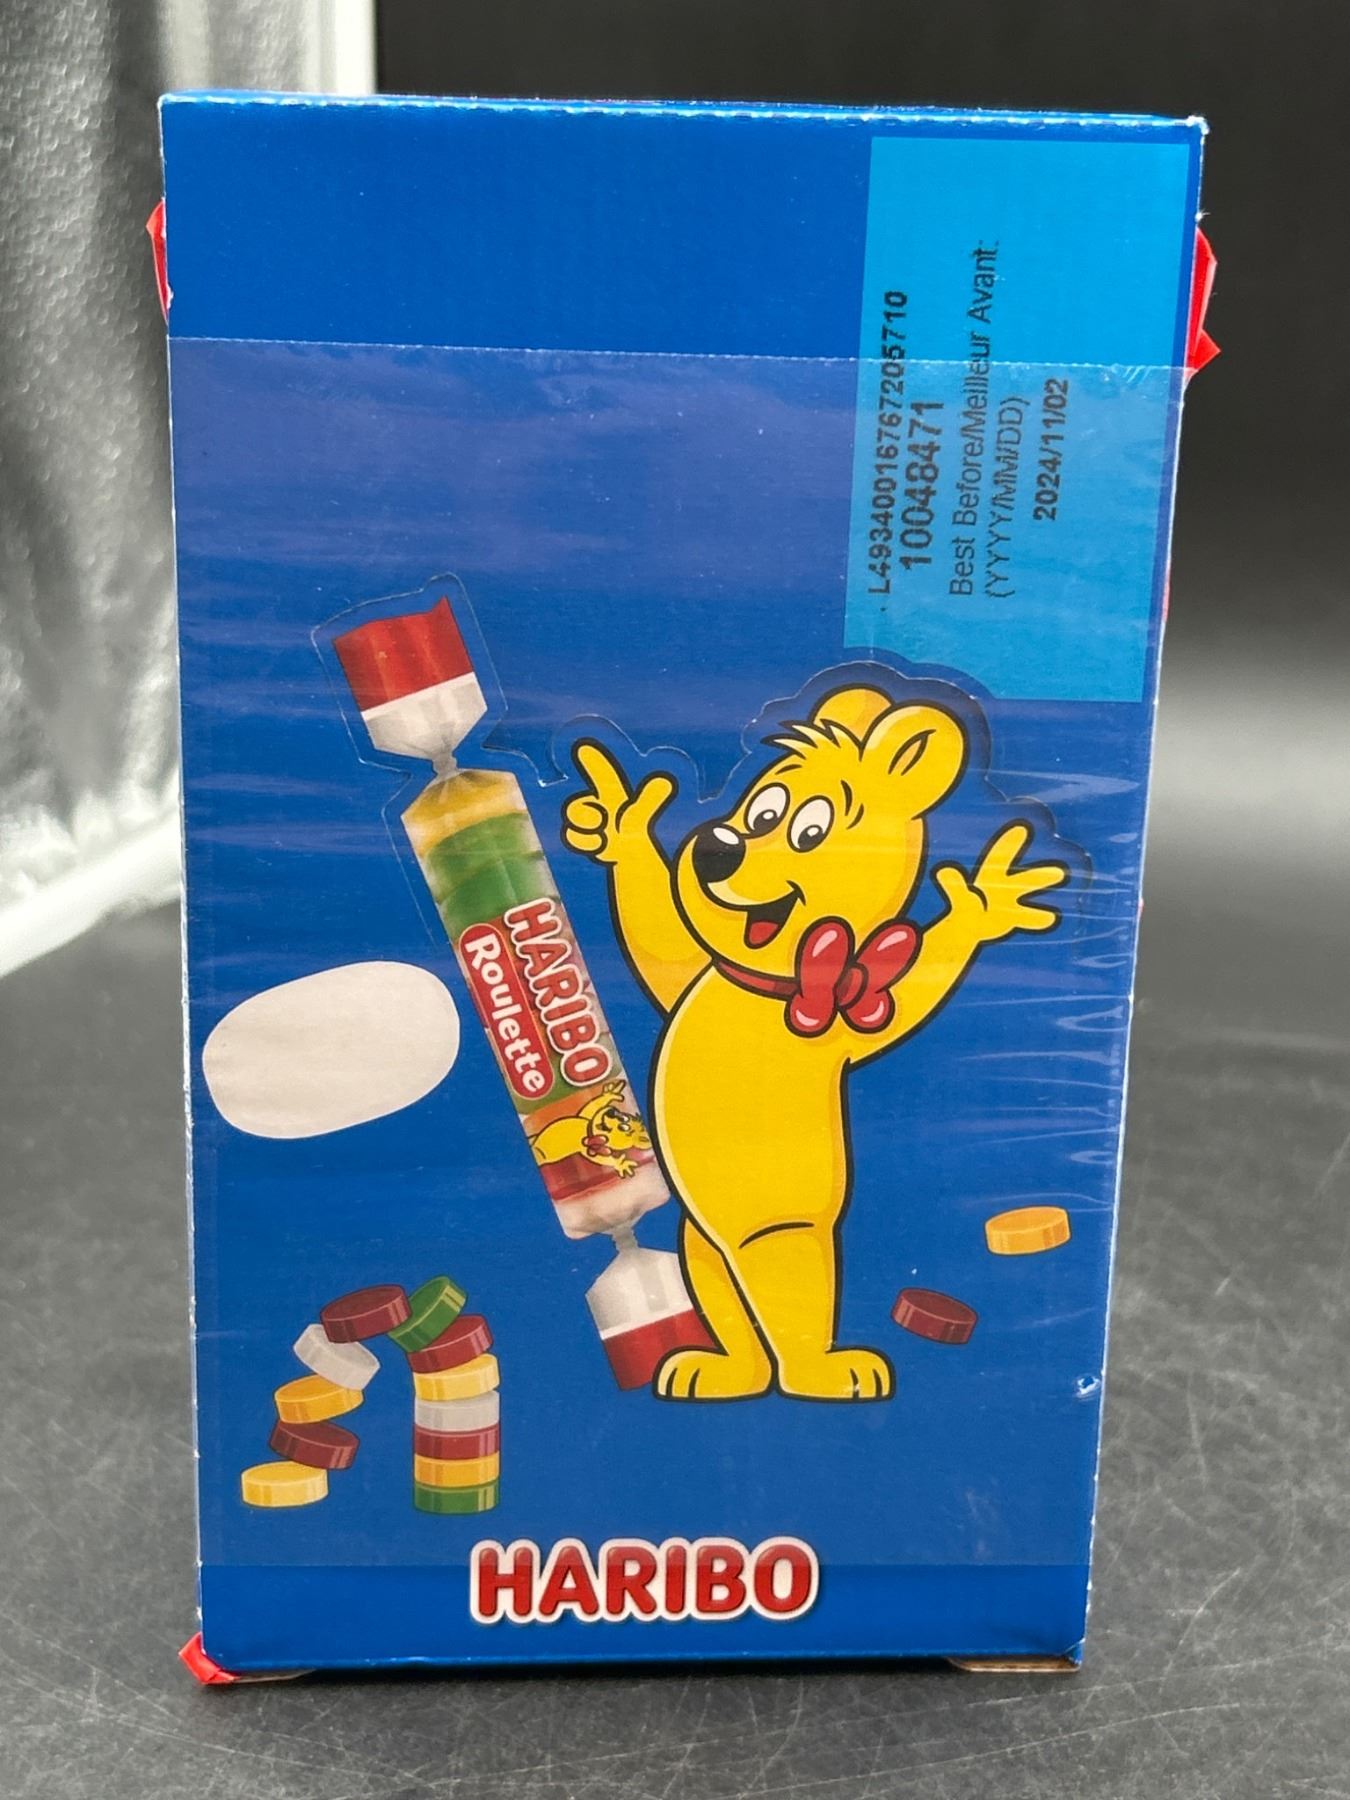 L49340016767205710
10048471
Best Before/Meilleur Avant:
(YYYY/MM/DD)
2024/11/02
HARIBO
Roulette
HARIBO